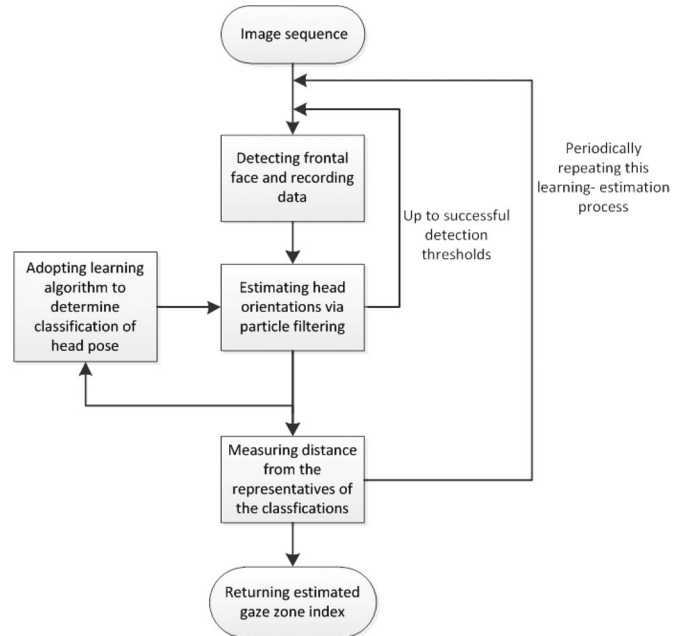 Image sequence
Detecting frontal
face and recording
data
Periodically
repeating this
learning- estimation
process
Up to successful
detection
thresholds
Adopting learning
algorithm to
determine
classification of
head pose
Estimating head
orientations via
particle filtering
Measuring distance
from the
representatives of
the classfications
Returning estimated
gaze zone index